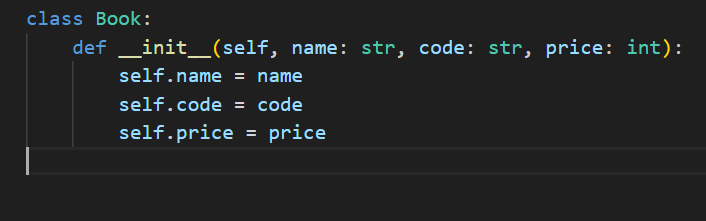 class Book:
    def __init__(self, name: str, code: str, price: int):
        self.name = name
        self.code = code
        self.price = price